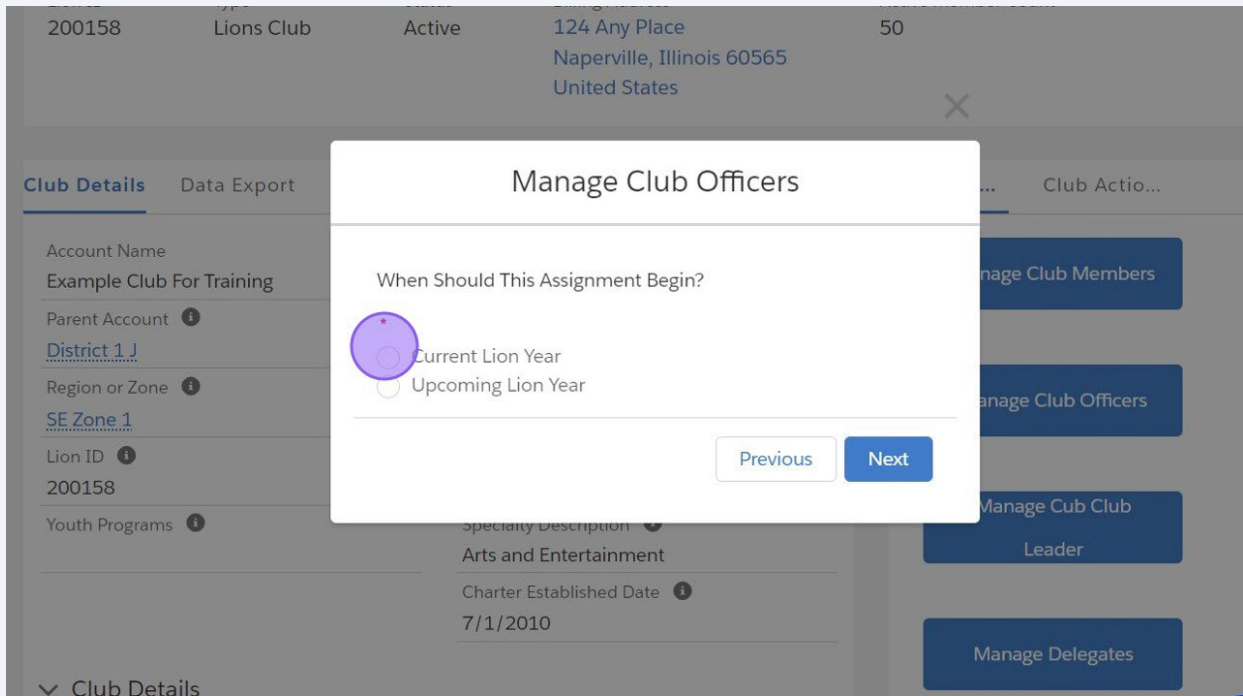 200158
Lions Club
Active
124 Any Place
Naperville, Illinois 60565
United States
50
Club Details
Data Export
... Club Actio...
Account Name
Example Club For Training
Parent Account
District 1 J
Region or Zone
SE Zone 1
Lion ID
200158
Youth Programs
Manage Club Officers
When Should This Assignment Begin?
*
Current Lion Year
Upcoming Lion Year
Previous
Next
Specialty Description
Arts and Entertainment
Charter Established Date
7/1/2010
Club Members
Club Officers
Manage Cub Club
Leader
Manage Delegates
Club Details